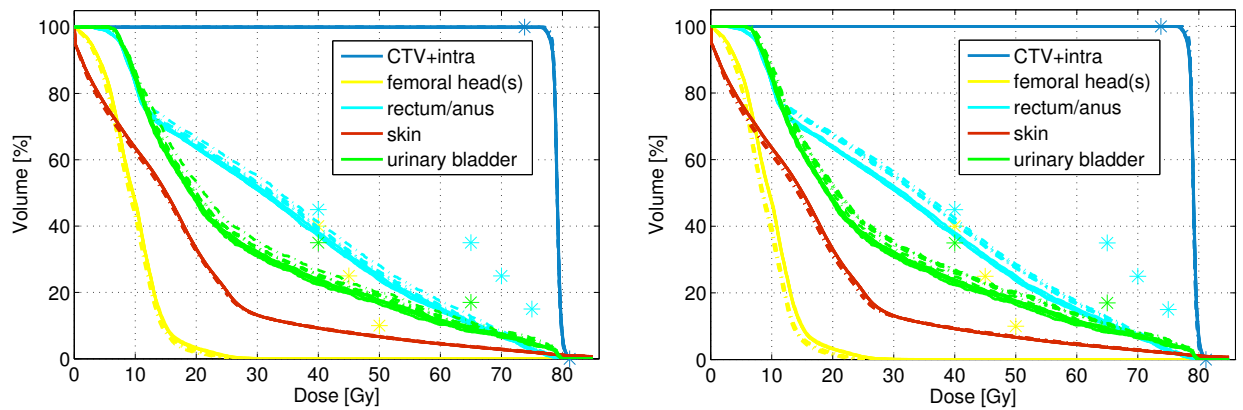 100
80
60
40
20
0
Volume [%]
CTV+intra
femoral head(s)
rectum/anus
skin
urinary bladder
0 10 20 30 40 50 60 70 80
Dose [Gy]
100
80
60
40
20
0
Volume [%]
CTV+intra
femoral head(s)
rectum/anus
skin
urinary bladder
0 10 20 30 40 50 60 70 80
Dose [Gy]